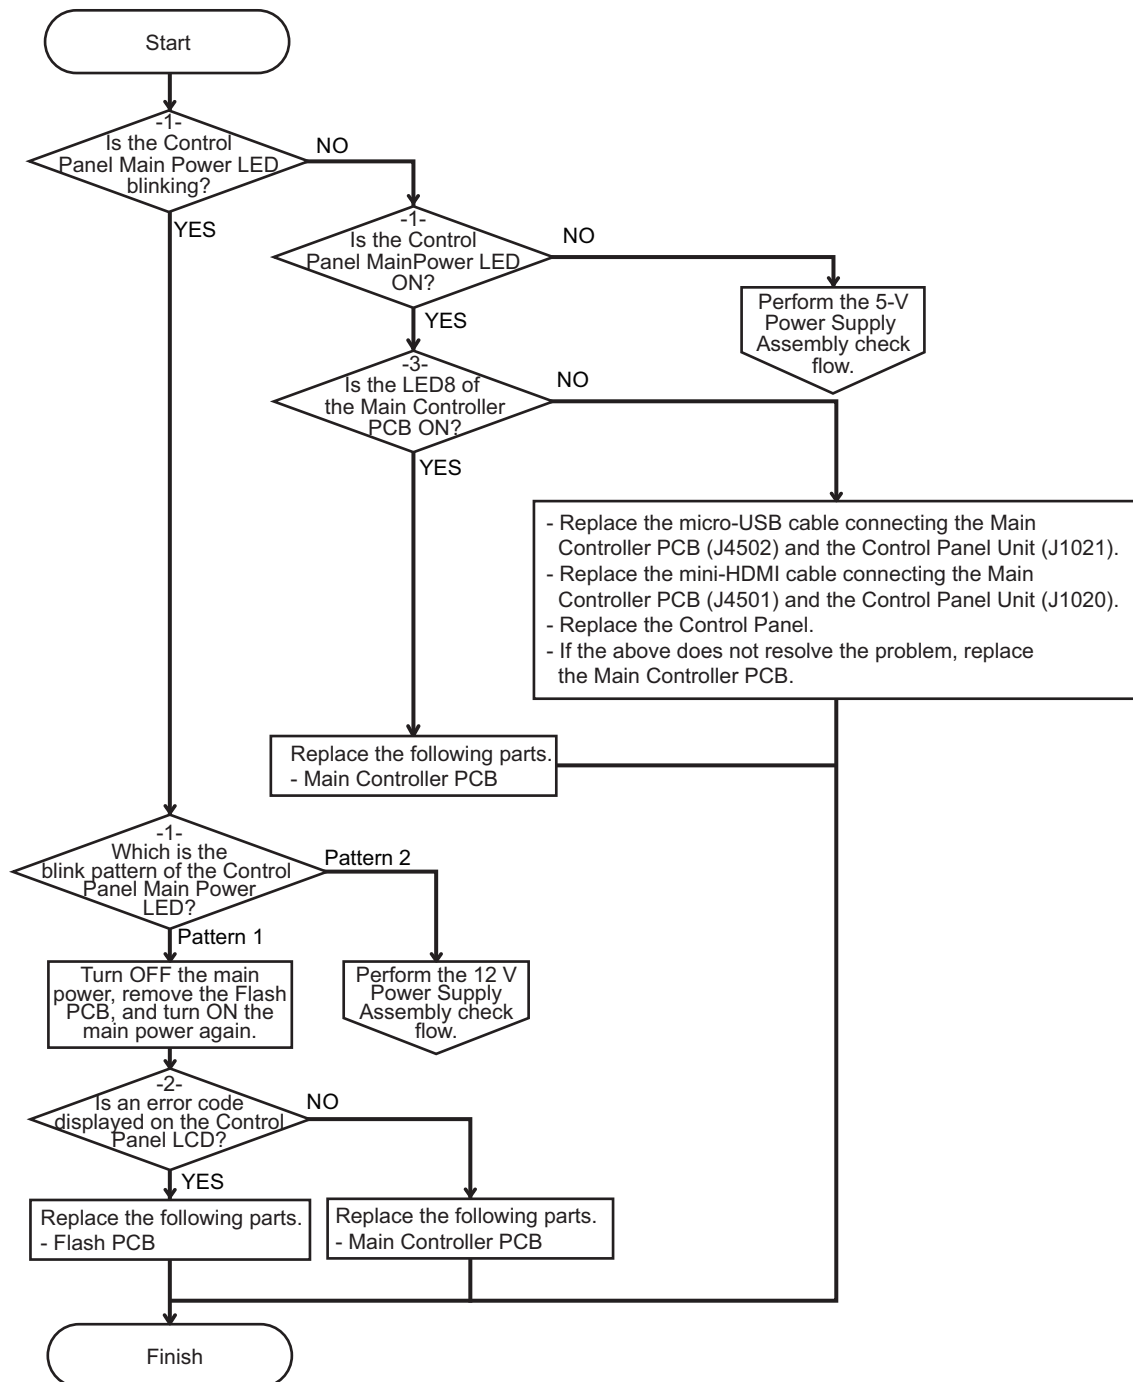 Start
-1-
Is the Control
Panel Main Power LED
blinking?
NO
YES
-1-
Is the Control
Panel MainPower LED
ON?
NO
YES
Perform the 5-V
Power Supply
Assembly check
flow.
-3-
Is the LED8 of
the Main Controller
PCB ON?
NO
YES
- Replace the micro-USB cable connecting the Main
Controller PCB (J4502) and the Control Panel Unit (J1021).
- Replace the mini-HDMI cable connecting the Main
Controller PCB (J4501) and the Control Panel Unit (J1020).
- Replace the Control Panel.
- If the above does not resolve the problem, replace
the Main Controller PCB.
Replace the following parts.
- Main Controller PCB
-1-
Which is the
blink pattern of the Control
Panel Main Power
LED?
Pattern 2
Pattern 1
Turn OFF the main
power, remove the Flash
PCB, and turn ON the
main power again.
Perform the 12 V
Power Supply
Assembly check
flow.
-2-
Is an error code
displayed on the Control
Panel LCD?
NO
YES
Replace the following parts.
- Flash PCB
Replace the following parts.
- Main Controller PCB
Finish